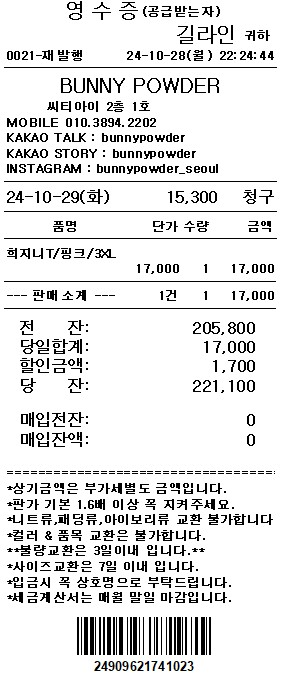 영 수 증 (공급받는자)
길라인 귀하
0021-재발행 24-10-28(월) 22:24:44
BUNNY POWDER
씨티아이 2층 1호
MOBILE 010.3894.2202
KAKAO TALK : bunnypowder
KAKAO STORY : bunnypowder
INSTAGRAM : bunnypowder_seoul
24-10-29(화) 15,300 청구
품명 단가 수량 금액
희지니T/핑크/3XL
17,000 1 17,000
--- 판매 소계 --- 1건 1 17,000
전 잔: 205,800
당일합계: 17,000
할인금액: 1,700
당 잔: 221,100
매입전잔: 0
매입잔액: 0
*상기금액은 부가세별도 금액입니다.
*판가 기본 1.6배 이상 꼭 지켜주세요.
*니트류,패딩류,아이보리류 교환 불가합니다
*컬러 & 품목 교환은 불가합니다.
**불량교환은 3일이내 입니다.**
*사이즈교환은 7일 이내 입니다.
*입금시 꼭 상호명으로 부탁드립니다.
*세금계산서는 매월 말일 마감입니다.
24909621741023